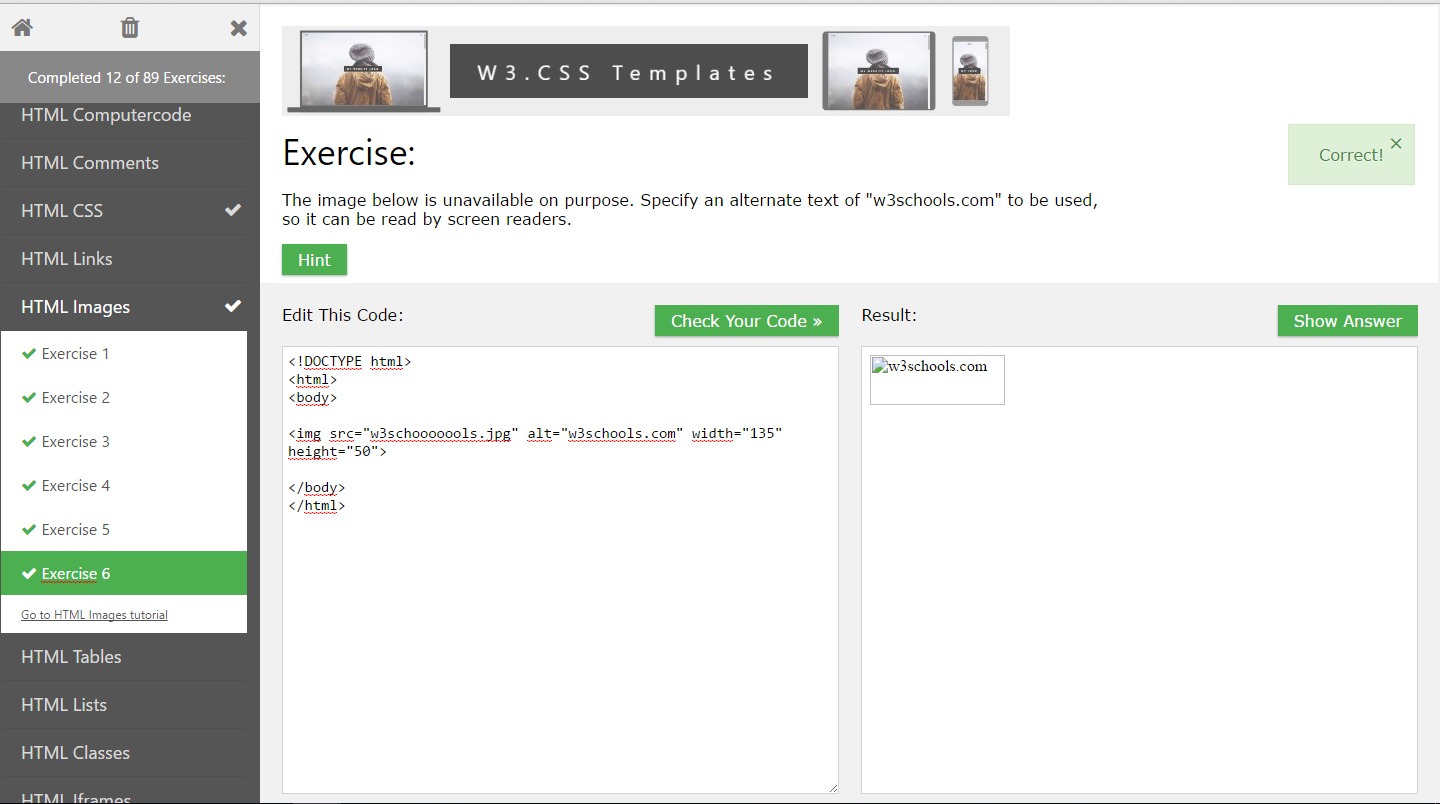 Completed 12 of 89 Exercises:
HTML Computercode
HTML Comments
HTML CSS
HTML Links
HTML Images
Exercise 1
Exercise 2
Exercise 3
Exercise 4
Exercise 5
Exercise 6
Go to HTML Images tutorial
HTML Tables
HTML Lists
HTML Classes
HTML Iframes
W3.CSS Templates
Exercise:
Correct! ×
The image below is unavailable on purpose. Specify an alternate text of "w3schools.com" to be used,
so it can be read by screen readers.
Hint
Edit This Code:
Check Your Code »
<!DOCTYPE html>
<html>
<body>
<img src="w3schooooools.jpg" alt="w3schools.com" width="135"
height="50">
</body>
</html>
Result:
Show Answer
w3schools.com